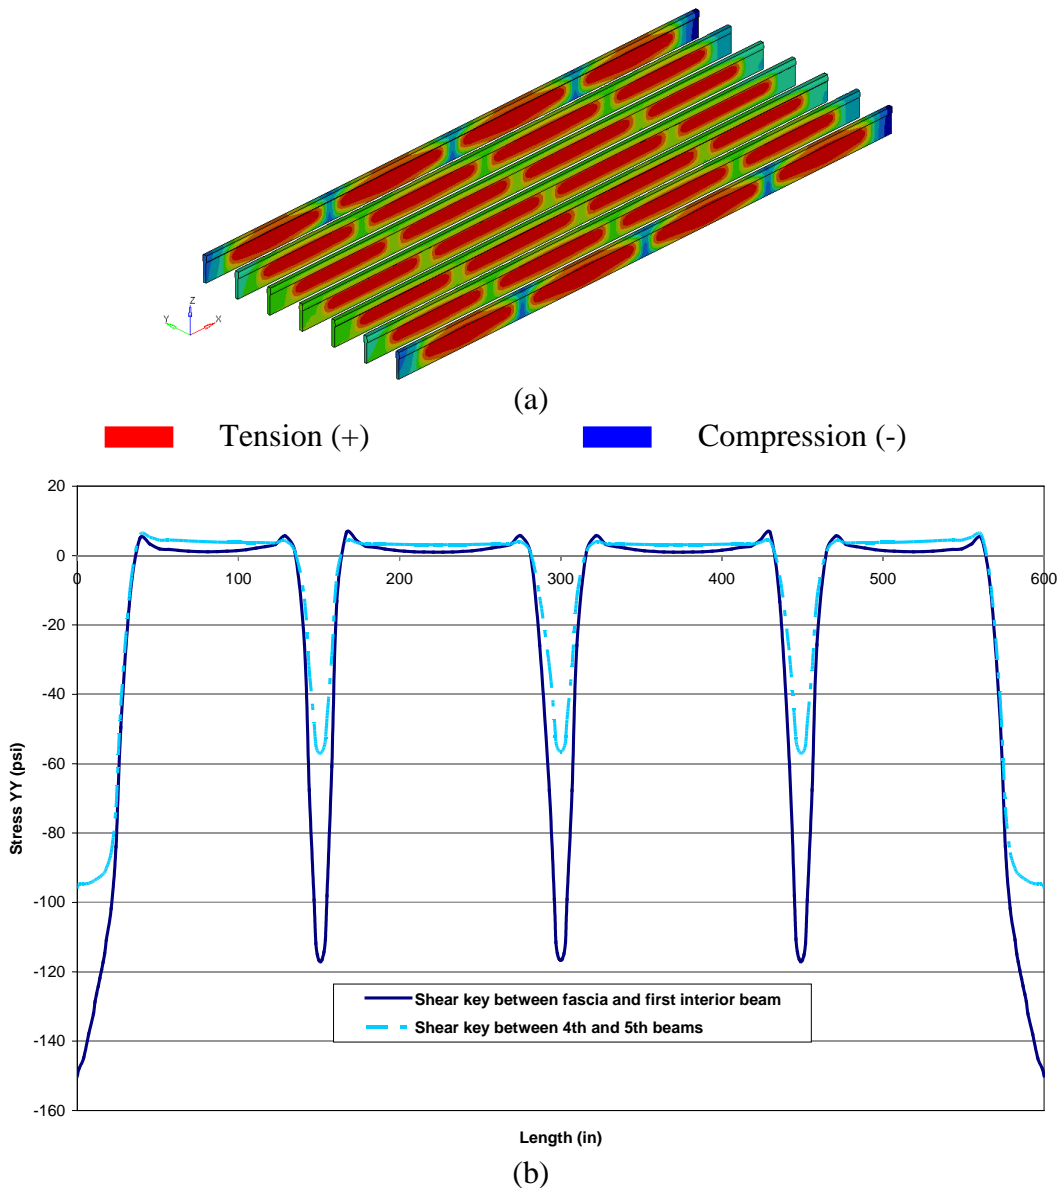 Z
Y
X
(a)
Tension (+)
Compression (-)
20
0
-20
-40
-60
-80
-100
-120
-140
-160
0
100
200
300
400
500
600
Stress YY (psi)
Shear key between fascia and first interior beam
Shear key between 4th and 5th beams
Length (in)
(b)